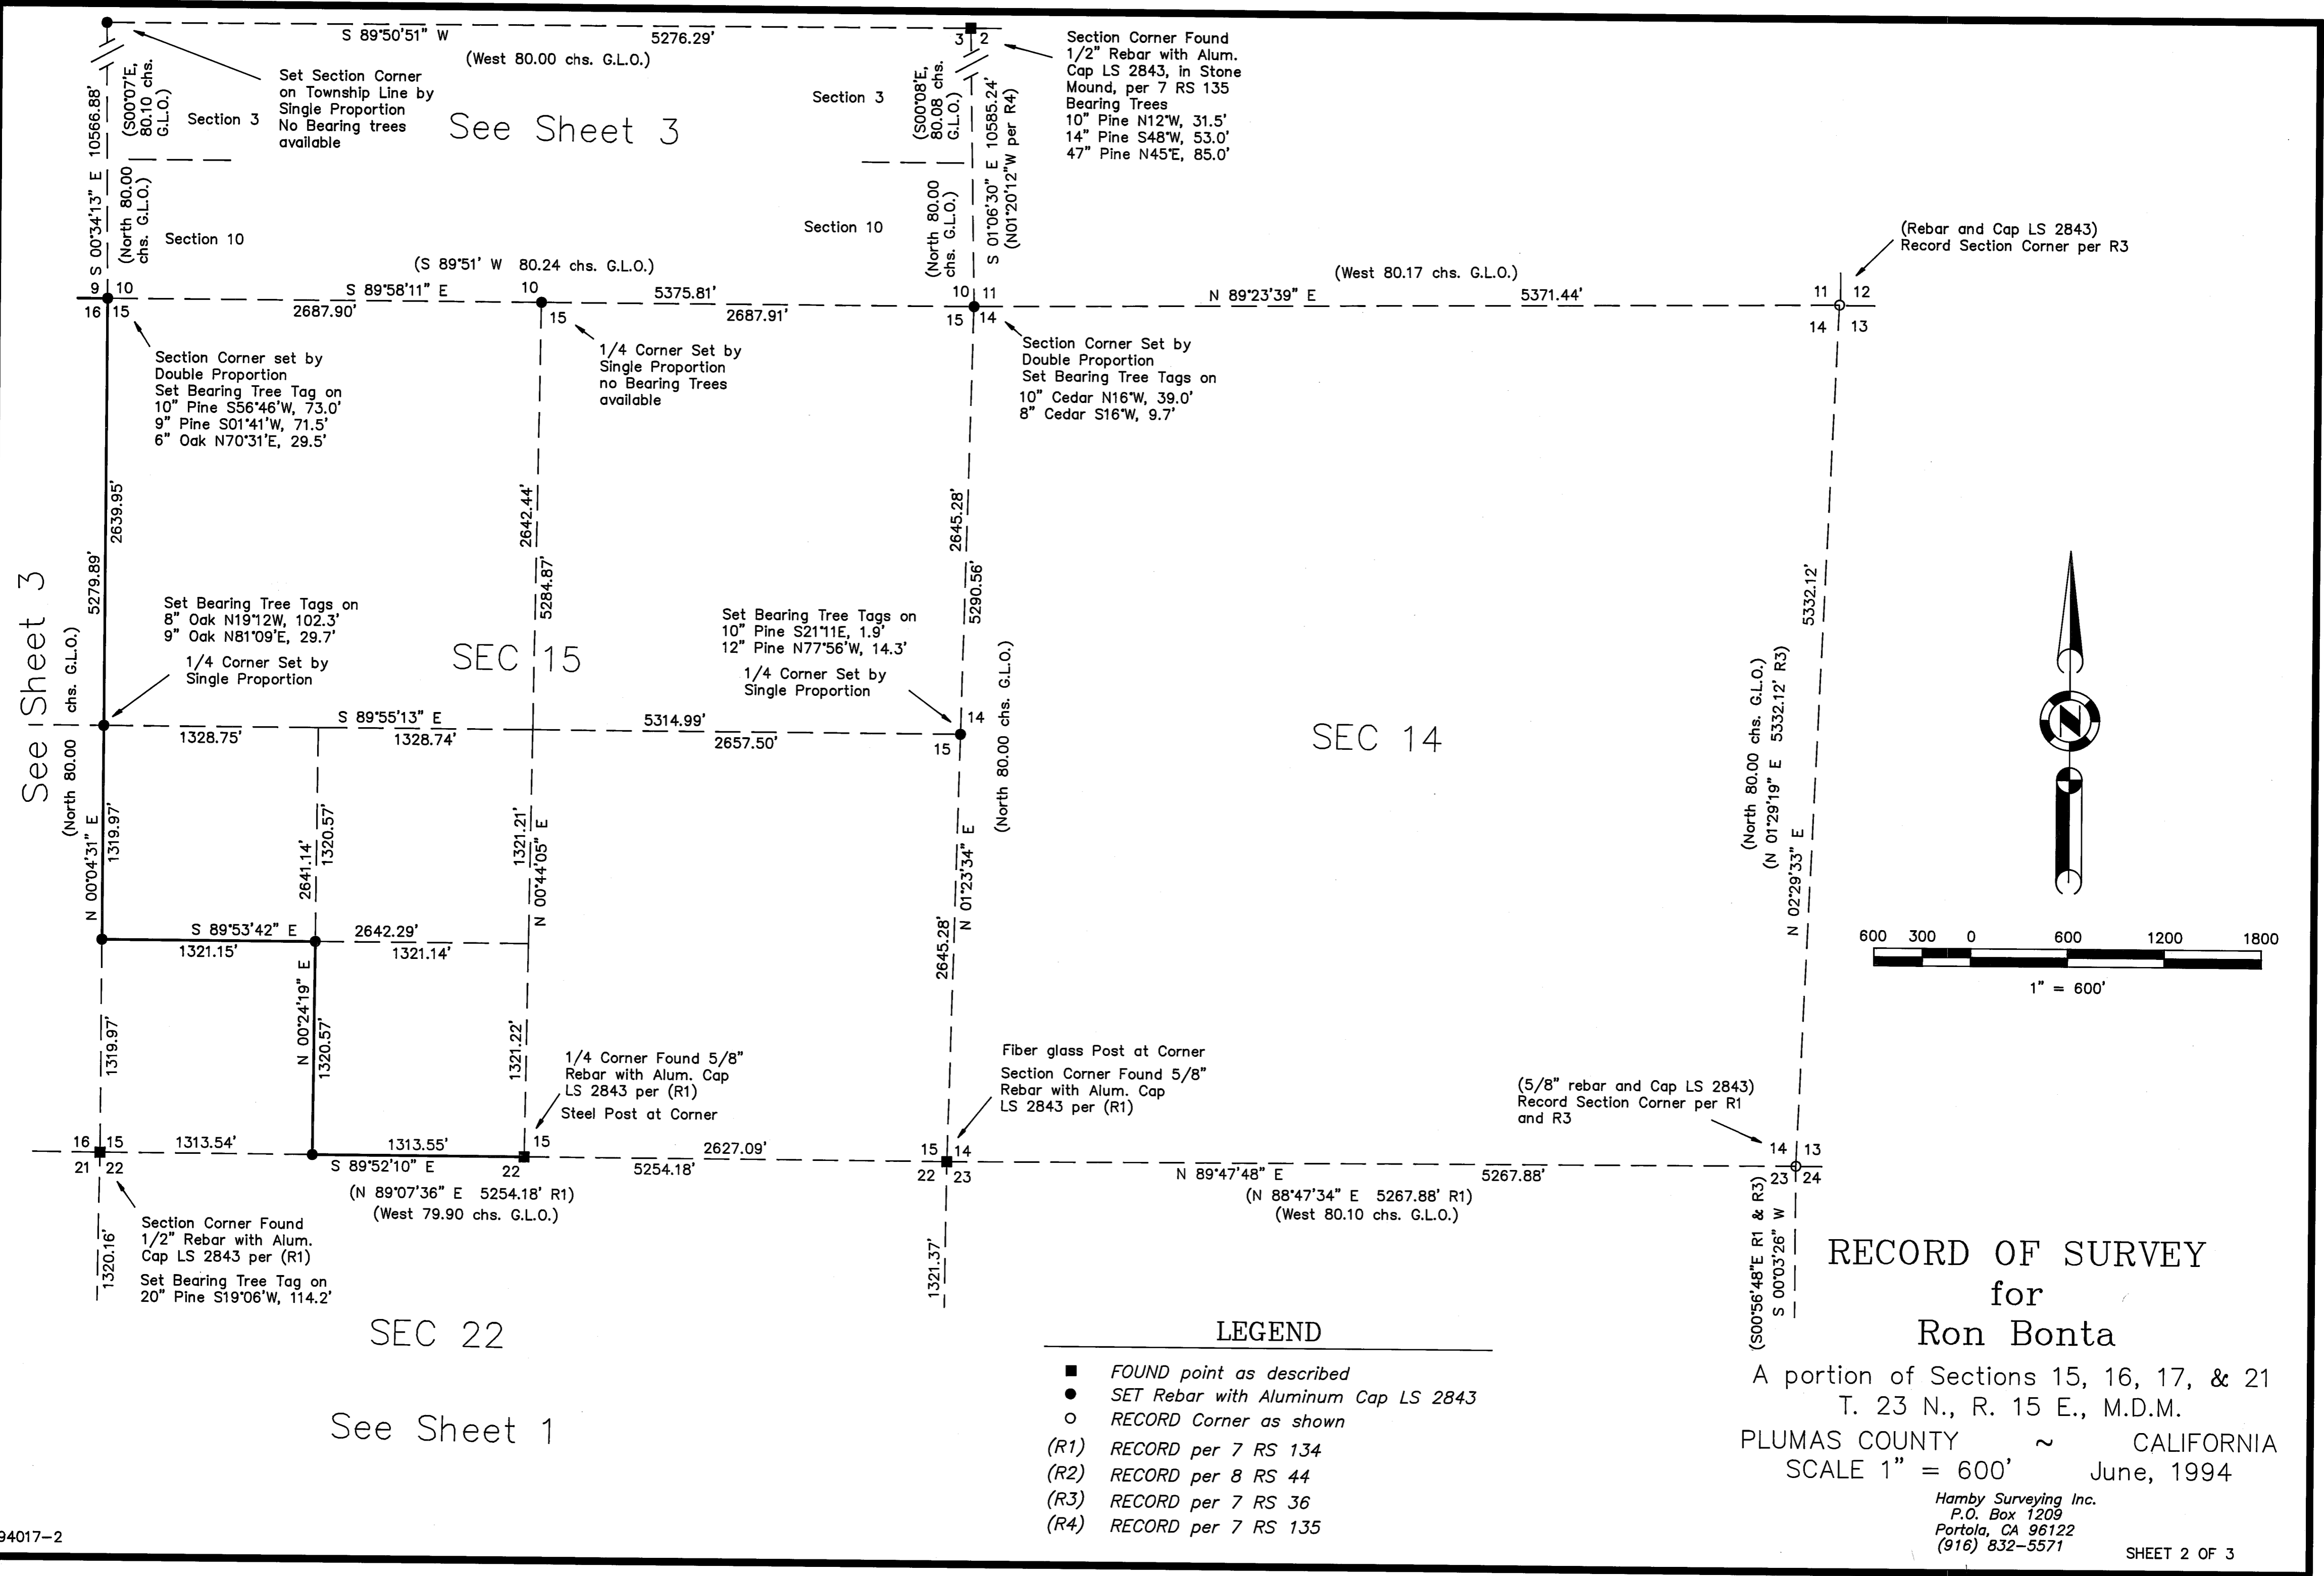 S 89°50'51" W
5276.29'
(West 80.00 chs. G.L.O.)
3 2
Section Corner Found
1/2" Rebar with Alum.
Cap LS 2843, in Stone
Mound, per 7 RS 135
Bearing Trees
10" Pine N12°W, 31.5'
14" Pine S48°W, 53.0'
47" Pine N45°E, 85.0'
Set Section Corner
on Township Line by
Single Proportion
No Bearing trees
available
S 00°34'13" E 10566.88'
(S00°07'E,
80.10 chs.
G.L.O.)
Section 3
See Sheet 3
Section 3
(S00°08'E,
80.08 chs.
G.L.O.)
S 01°06'30" E 10585.24'
(N01°20'12"W per R4)
(North 80.00
chs. G.L.O.)
Section 10
Section 10
(North 80.00
chs. G.L.O.)
(Rebar and Cap LS 2843)
Record Section Corner per R3
(S 89°51' W 80.24 chs. G.L.O.)
(West 80.17 chs. G.L.O.)
9 10
S 89°58'11" E
10
5375.81'
10 11
N 89°23'39" E
5371.44'
11 12
16 15
2687.90'
15
2687.91'
15 14
14 13
Section Corner set by
Double Proportion
Set Bearing Tree Tag on
10" Pine S56°46'W, 73.0'
9" Pine S01°41'W, 71.5'
6" Oak N70°31'E, 29.5'
1/4 Corner Set by
Single Proportion
no Bearing Trees
available
Section Corner Set by
Double Proportion
Set Bearing Tree Tags on
10" Cedar N16°W, 39.0'
8" Cedar S16°W, 9.7'
2639.95'
5279.89'
2642.44'
5284.87'
2645.28'
5290.56'
5332.12'
See Sheet 3
(North 80.00 chs. G.L.O.)
Set Bearing Tree Tags on
8" Oak N19°12W, 102.3'
9" Oak N81°09'E, 29.7'
1/4 Corner Set by
Single Proportion
SEC 15
Set Bearing Tree Tags on
10" Pine S21°11E, 1.9'
12" Pine N77°56'W, 14.3'
1/4 Corner Set by
Single Proportion
(North 80.00 chs. G.L.O.)
SEC 14
(North 80.00 chs. G.L.O.)
(N 01°29'19" E 5332.12' R3)
N 02°29'33" E
N
S 89°55'13" E
5314.99'
14
1328.75'
1328.74'
2657.50'
15
N 00°04'31" E
1319.97'
2641.14'
1320.57'
1321.21'
N 00°44'05" E
N 01°23'34" E
2645.28'
600 300 0 600 1200 1800
1" = 600'
S 89°53'42" E
2642.29'
1321.15'
1321.14'
1319.97'
N 00°24'19" E
1320.57'
1321.22'
1/4 Corner Found 5/8"
Rebar with Alum. Cap
LS 2843 per (R1)
Steel Post at Corner
Fiber glass Post at Corner
Section Corner Found 5/8"
Rebar with Alum. Cap
LS 2843 per (R1)
(5/8" rebar and Cap LS 2843)
Record Section Corner per R1
and R3
16 15
1313.54'
1313.55'
15
2627.09'
15 14
14 13
21 22
S 89°52'10" E
22
5254.18'
22 23
N 89°47'48" E
5267.88'
23 24
(N 89°07'36" E 5254.18' R1)
(West 79.90 chs. G.L.O.)
(N 88°47'34" E 5267.88' R1)
(West 80.10 chs. G.L.O.)
1320.16'
Section Corner Found
1/2" Rebar with Alum.
Cap LS 2843 per (R1)
Set Bearing Tree Tag on
20" Pine S19°06'W, 114.2'
1321.37'
(S00°56'48"E R1 & R3)
S 00°03'26" W
SEC 22
See Sheet 1
LEGEND
FOUND point as described
SET Rebar with Aluminum Cap LS 2843
RECORD Corner as shown
(R1) RECORD per 7 RS 134
(R2) RECORD per 8 RS 44
(R3) RECORD per 7 RS 36
(R4) RECORD per 7 RS 135
RECORD OF SURVEY
for
Ron Bonta
A portion of Sections 15, 16, 17, & 21
T. 23 N., R. 15 E., M.D.M.
PLUMAS COUNTY ~ CALIFORNIA
SCALE 1" = 600' June, 1994
Hamby Surveying Inc.
P.O. Box 1209
Portola, CA 96122
(916) 832-5571
94017-2
SHEET 2 OF 3